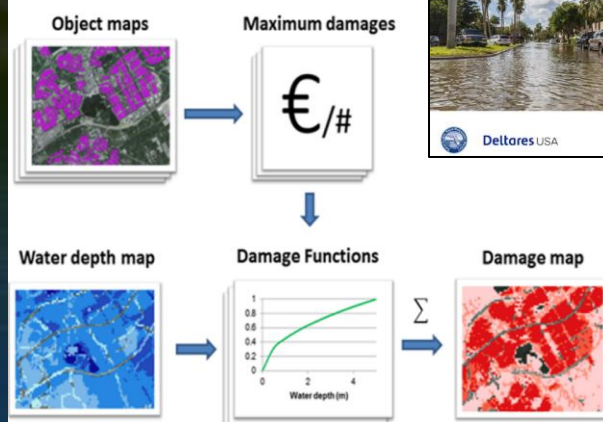 Object maps
Maximum damages
€/#
Deltares USA
Water depth map
Damage Functions
Damage map
1
0.8
0.6
0.4
0.2
0
0
2
4
Water depth (m)
Σ